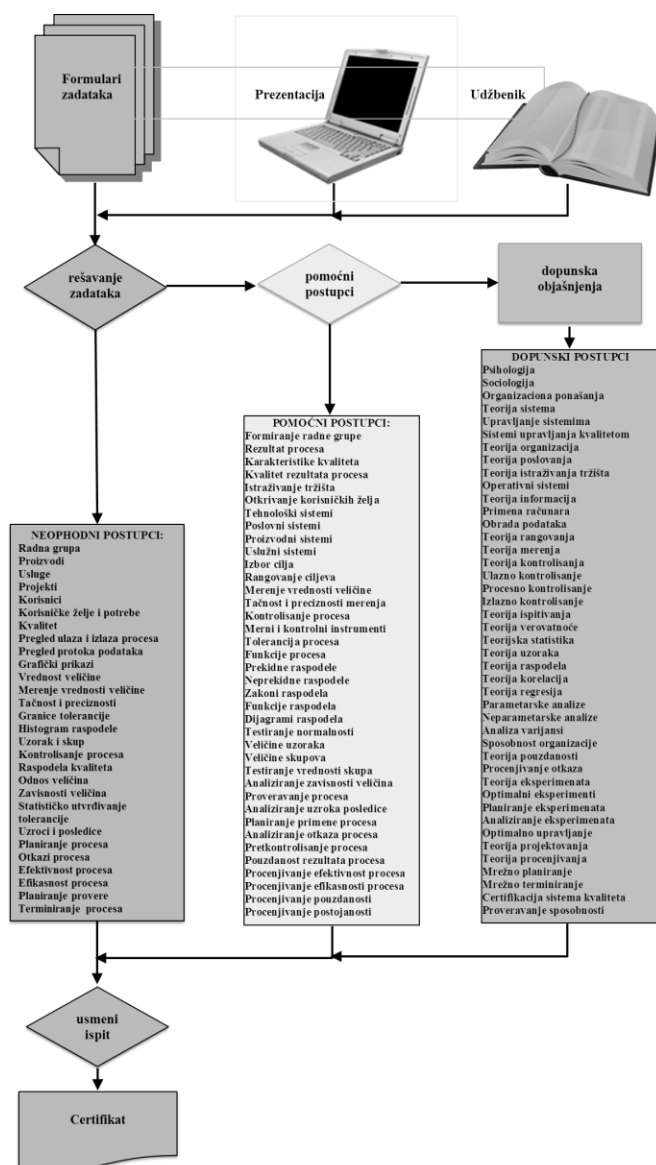 Formulari
zadataka
Prezentacija
Udžbenik
rešavanje
zadataka
pomoćni
postupci
dopunska
objašnjenja
NEOPHODNI POSTUPCI:
Radna grupa
Proizvodi
Usluge
Projekti
Korisnici
Korisničke želje i potrebe
Kvalitet
Pregled ulaza i izlaza procesa
Pregled protoka podataka
Grafički prikazi
Vrednost veličine
Merenje vrednosti veličine
Tačnost i preciznosti
Granice tolerancije
Histogram raspodele
Uzorak i skup
Kontrolisanje procesa
Raspodela kvaliteta
Odnos veličina
Zavisnosti veličina
Statističko utvrđivanje
tolerancije
Uzroci i posledice
Planiranje procesa
Otkazi procesa
Efektivnost procesa
Efikasnost procesa
Planiranje provere
Terminiranje procesa
POMOĆNI POSTUPCI:
Formiranje radne grupe
Rezultat procesa
Karakteristike kvaliteta
Kvalitet rezultata procesa
Istraživanje tržišta
Otkrivanje korisničkih želja
Tehnološki sistemi
Poslovni sistemi
Proizvodni sistemi
Uslužni sistemi
Izbor cilja
Rangovanje ciljeva
Merenje vrednosti veličine
Tačnost i preciznosti merenja
Kontrolisanje procesa
Merni i kontrolni instrumenti
Tolerancija procesa
Funkcije procesa
Prekidne raspodele
Neprekidne raspodele
Zakoni raspodela
Funkcije raspodela
Dijagrami raspodela
Testiranje normalnosti
Veličine uzoraka
Veličine skupova
Testiranje vrednosti skupa
Analiziranje zavisnosti veličina
Proveravanje procesa
Analiziranje uzroka posledice
Planiranje primene procesa
Analiziranje otkaza procesa
Pretkontrolisanje procesa
Pouzdanost rezultata procesa
Procenjivanje efektivnost procesa
Procenjivanje efikasnosti procesa
Procenjivanje pouzdanosti
Procenjivanje postojanosti
DOPUNSKI POSTUPCI
Psihologija
Sociologija
Organizaciona ponašanja
Teorija sistema
Upravljanje sistemima
Sistemi upravljanja kvalitetom
Teorija organizacija
Teorija poslovanja
Teorija istraživanja tržišta
Operativni sistemi
Teorija informacija
Primena računara
Obrada podataka
Teorija rangovanja
Teorija merenja
Teorija kontrolisanja
Ulazno kontrolisanje
Procesno kontrolisanje
Izlazno kontrolisanje
Teorija ispitivanja
Teorija verovatnoće
Teorijska statistika
Teorija uzoraka
Teorija raspodela
Teorija korelacija
Teorija regresija
Parametarske analize
Neparametarske analize
Analiza varijansi
Sposobnost organizacije
Teorija pouzdanosti
Procenjivanje otkaza
Teorija eksperimenata
Optimalni eksperimenti
Planiranje eksperimenata
Analiziranje eksperimenata
Optimalno upravljanje
Teorija projektovanja
Teorija procenjivanja
Mrežno planiranje
Mrežno terminiranje
Certifikacija sistema kvaliteta
Proveravanje sposobnosti
usmeni
ispit
Certifikat